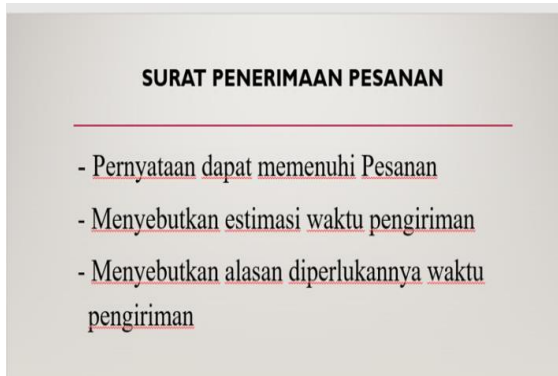 SURAT PENERIMAAN PESANAN
- Pernyataan dapat memenuhi Pesanan
- Menyebutkan estimasi waktu pengiriman
- Menyebutkan alasan diperlukannya waktu
pengiriman